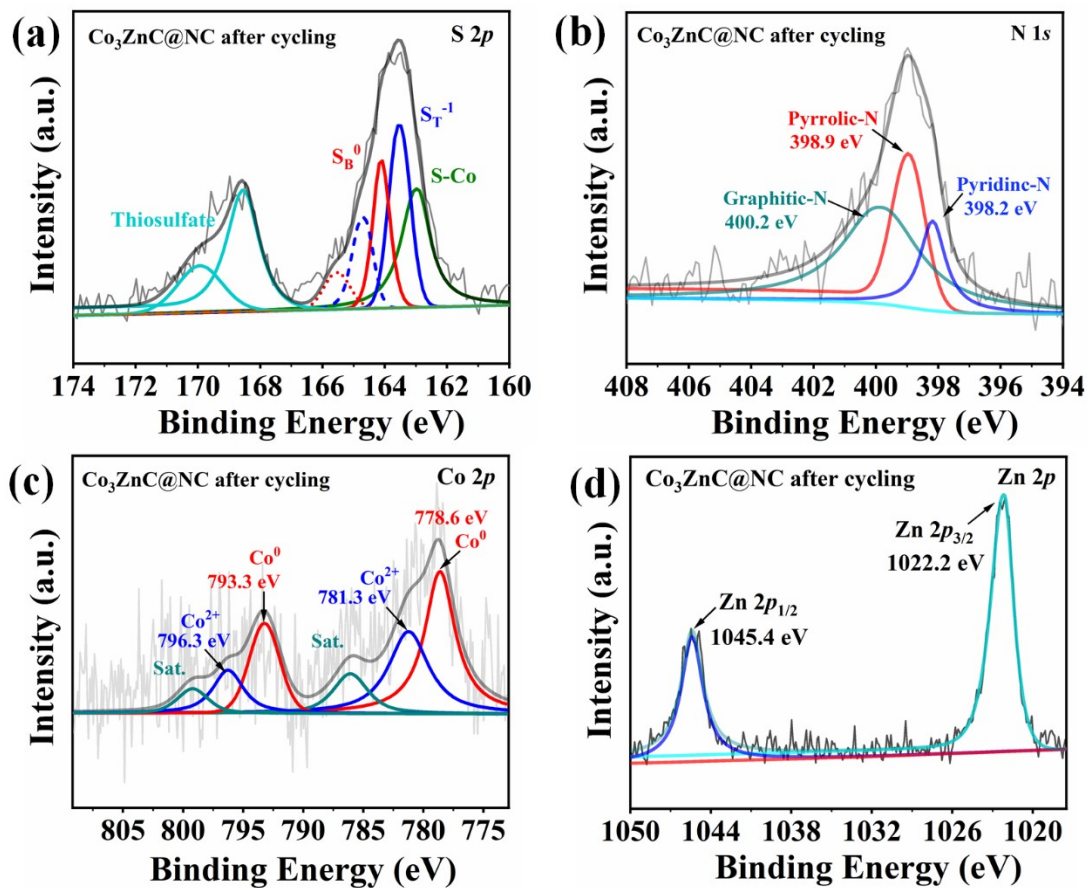 (a)
Co3ZnC@NC after cycling
S 2p
ST-1
SB0
S-Co
Thiosulfate
Intensity (a.u.)
174 172 170 168 166 164 162 160
Binding Energy (eV)
(b)
Co3ZnC@NC after cycling
N 1s
Pyrrolic-N
398.9 eV
Graphitic-N
400.2 eV
Pyridinc-N
398.2 eV
Intensity (a.u.)
408 406 404 402 400 398 396 394
Binding Energy (eV)
(c)
Co3ZnC@NC after cycling
Co 2p
778.6 eV
Co0
Co0
793.3 eV
Co2+
781.3 eV
Co2+
796.3 eV
Sat.
Sat.
Intensity (a.u.)
805 800 795 790 785 780 775
Binding Energy (eV)
(d)
Co3ZnC@NC after cycling
Zn 2p
Zn 2p3/2
1022.2 eV
Zn 2p1/2
1045.4 eV
Intensity (a.u.)
1050 1044 1038 1032 1026 1020
Binding Energy (eV)